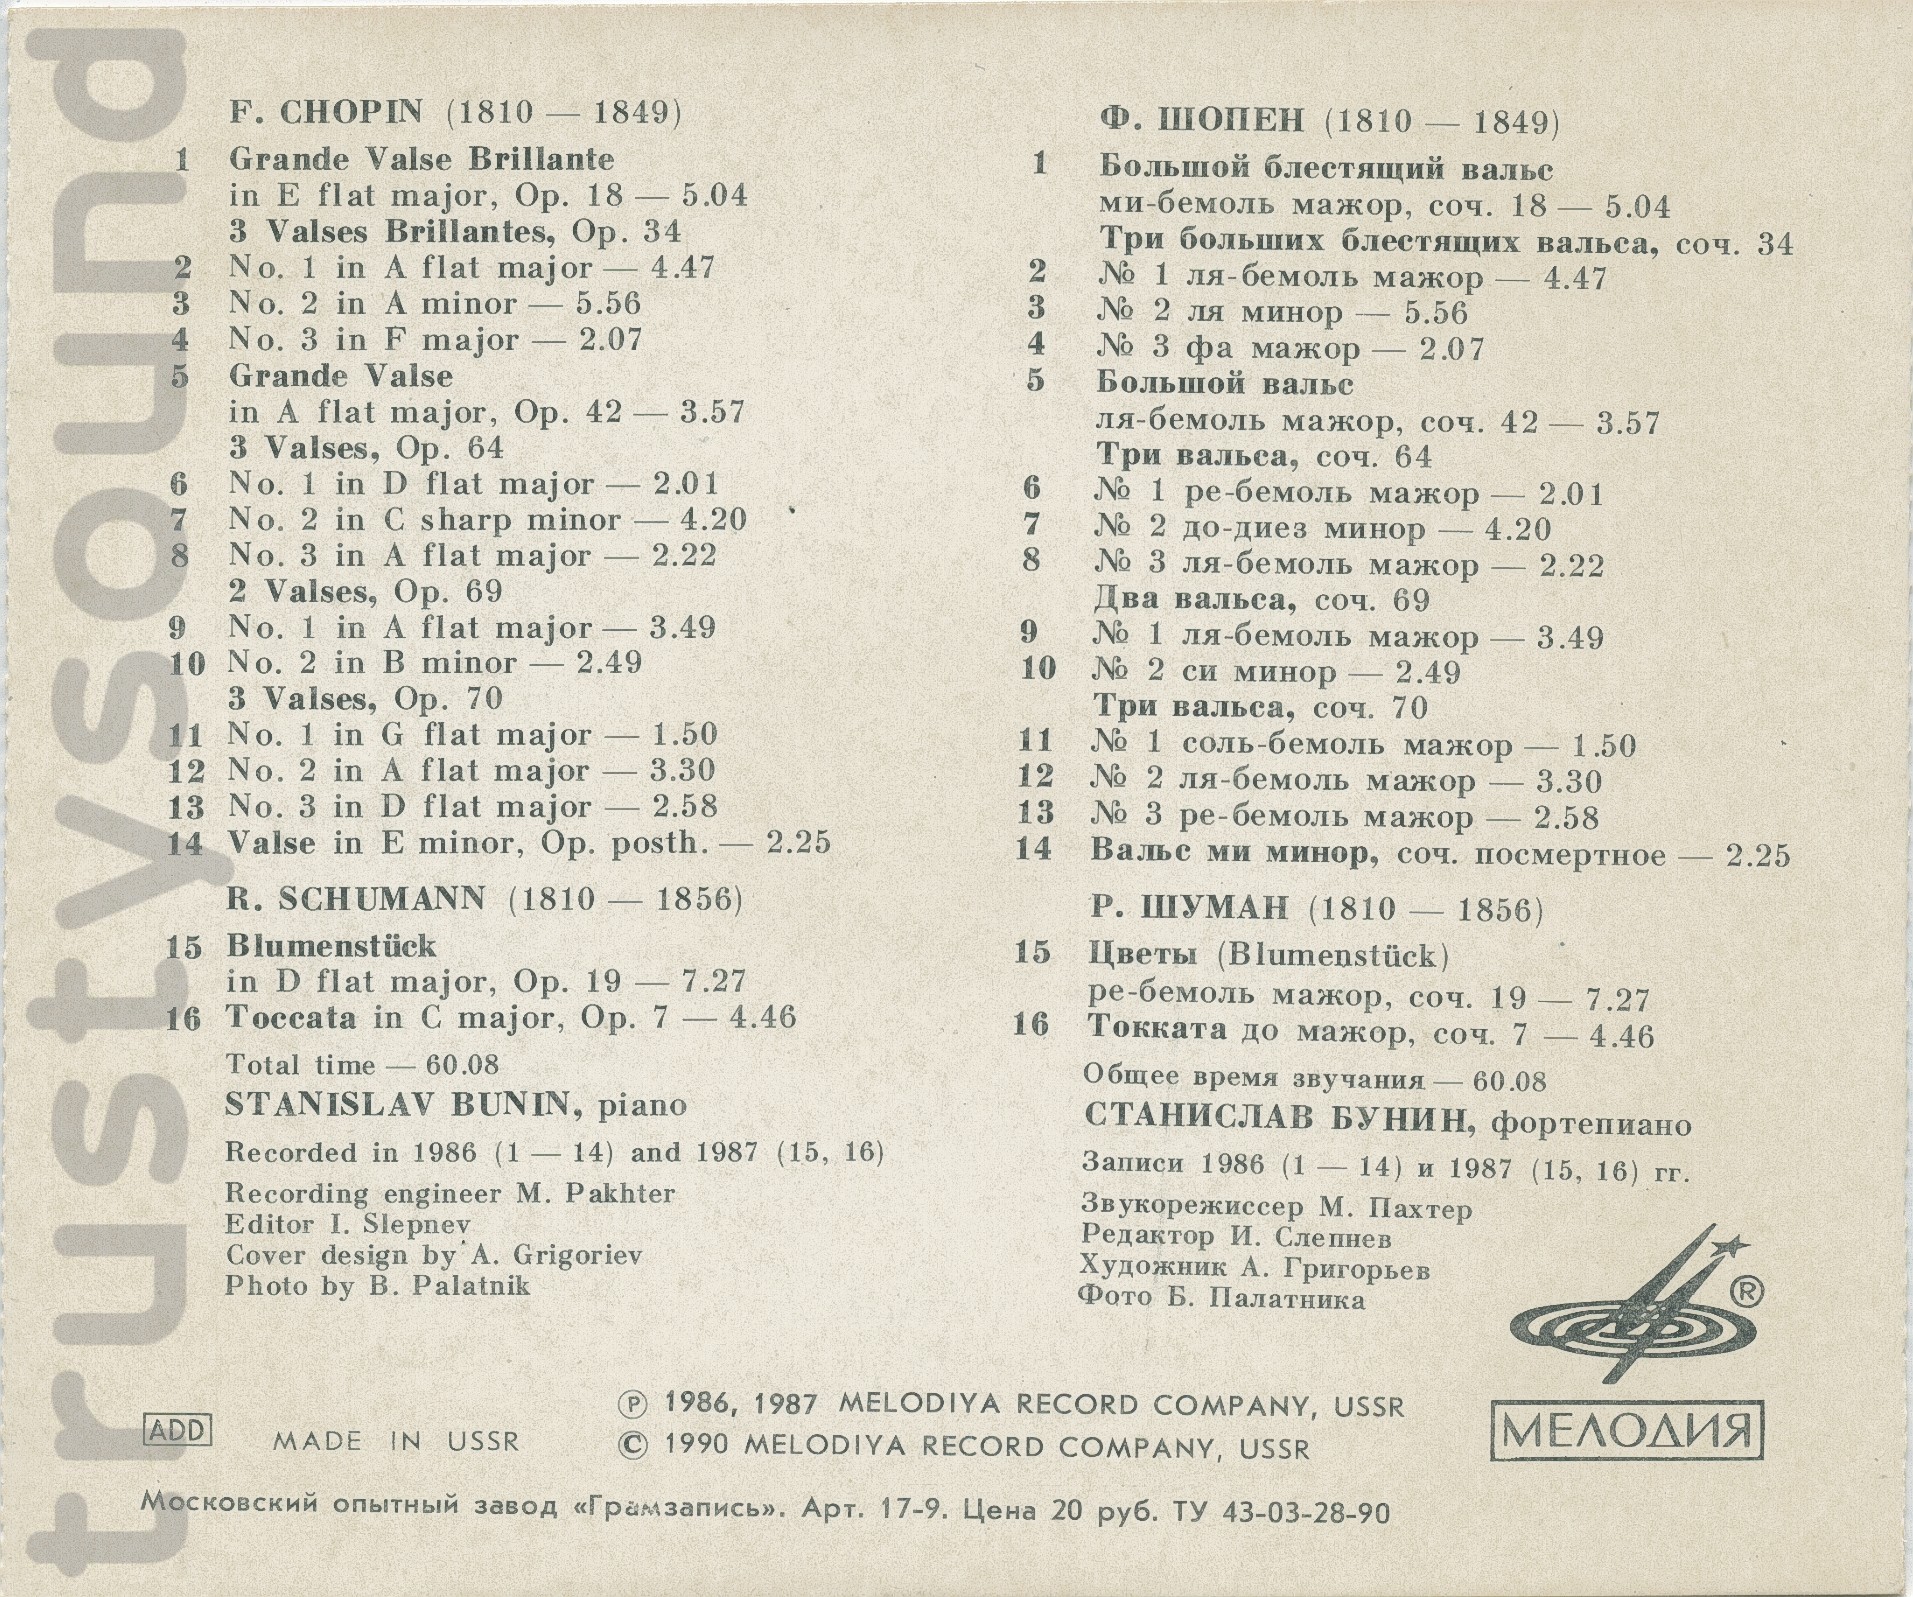 F. CHOPIN (1810 — 1849)
1 Grande Valse Brillante
in E flat major, Op. 18 — 5.04
3 Valses Brillantes, Op. 34
2 No. 1 in A flat major — 4.47
3 No. 2 in A minor — 5.56
4 No. 3 in F major — 2.07
5 Grande Valse
in A flat major, Op. 42 — 3.57
3 Valses, Op. 64
6 No. 1 in D flat major — 2.01
7 No. 2 in C sharp minor — 4.20
8 No. 3 in A flat major — 2.22
2 Valses, Op. 69
9 No. 1 in A flat major — 3.49
10 No. 2 in B minor — 2.49
3 Valses, Op. 70
11 No. 1 in G flat major — 1.50
12 No. 2 in A flat major — 3.30
13 No. 3 in D flat major — 2.58
14 Valse in E minor, Op. posth. — 2.25
R. SCHUMANN (1810 — 1856)
15 Blumenstück
in D flat major, Op. 19 — 7.27
16 Toccata in C major, Op. 7 — 4.46
Total time — 60.08
STANISLAV BUNIN, piano
Recorded in 1986 (1 — 14) and 1987 (15, 16)
Recording engineer M. Pakhter
Editor I. Slepnev
Cover design by A. Grigoriev
Photo by B. Palatnik
Ф. ШОПЕН (1810 — 1849)
1 Большой блестящий вальс
ми-бемоль мажор, соч. 18 — 5.04
Три больших блестящих вальса, соч. 34
2 № 1 ля-бемоль мажор — 4.47
3 № 2 ля минор — 5.56
4 № 3 фа мажор — 2.07
5 Большой вальс
ля-бемоль мажор, соч. 42 — 3.57
Три вальса, соч. 64
6 № 1 ре-бемоль мажор — 2.01
7 № 2 до-диез минор — 4.20
8 № 3 ля-бемоль мажор — 2.22
Два вальса, соч. 69
9 № 1 ля-бемоль мажор — 3.49
10 № 2 си минор — 2.49
Три вальса, соч. 70
11 № 1 соль-бемоль мажор — 1.50
12 № 2 ля-бемоль мажор — 3.30
13 № 3 ре-бемоль мажор — 2.58
14 Вальс ми минор, соч. посмертное — 2.25
Р. ШУМАН (1810 — 1856)
15 Цветы (Blumenstück)
ре-бемоль мажор, соч. 19 — 7.27
16 Токката до мажор, соч. 7 — 4.46
Общее время звучания — 60.08
СТАНИСЛАВ БУНИН, фортепиано
Записи 1986 (1 — 14) и 1987 (15, 16) гг.
Звукорежиссер М. Пахтер
Редактор И. Слепнев
Художник А. Григорьев
Фото Б. Палатника
®
МЕЛОДИЯ
ADD MADE IN USSR
℗ 1986, 1987 MELODIYA RECORD COMPANY, USSR
© 1990 MELODIYA RECORD COMPANY, USSR
Московский опытный завод «Грамзапись». Арт. 17-9. Цена 20 руб. ТУ 43-03-28-90
trustysound